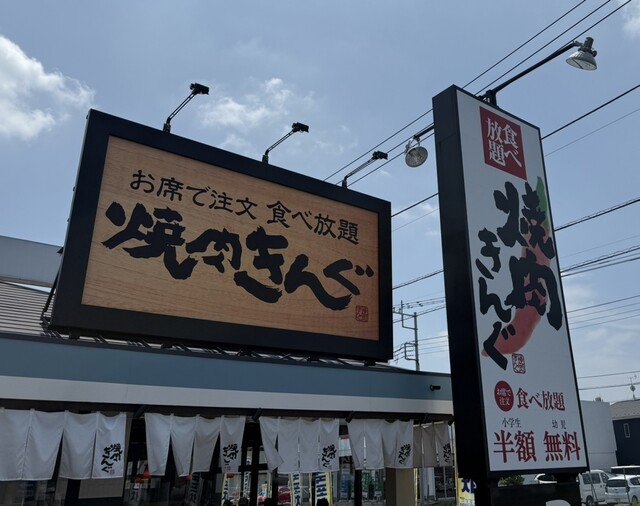 お席で注文 食べ放題
焼肉きんぐ
食べ
放題
焼肉
きんぐ
お席で
注文
食べ放題
小学生 幼児
半額 無料